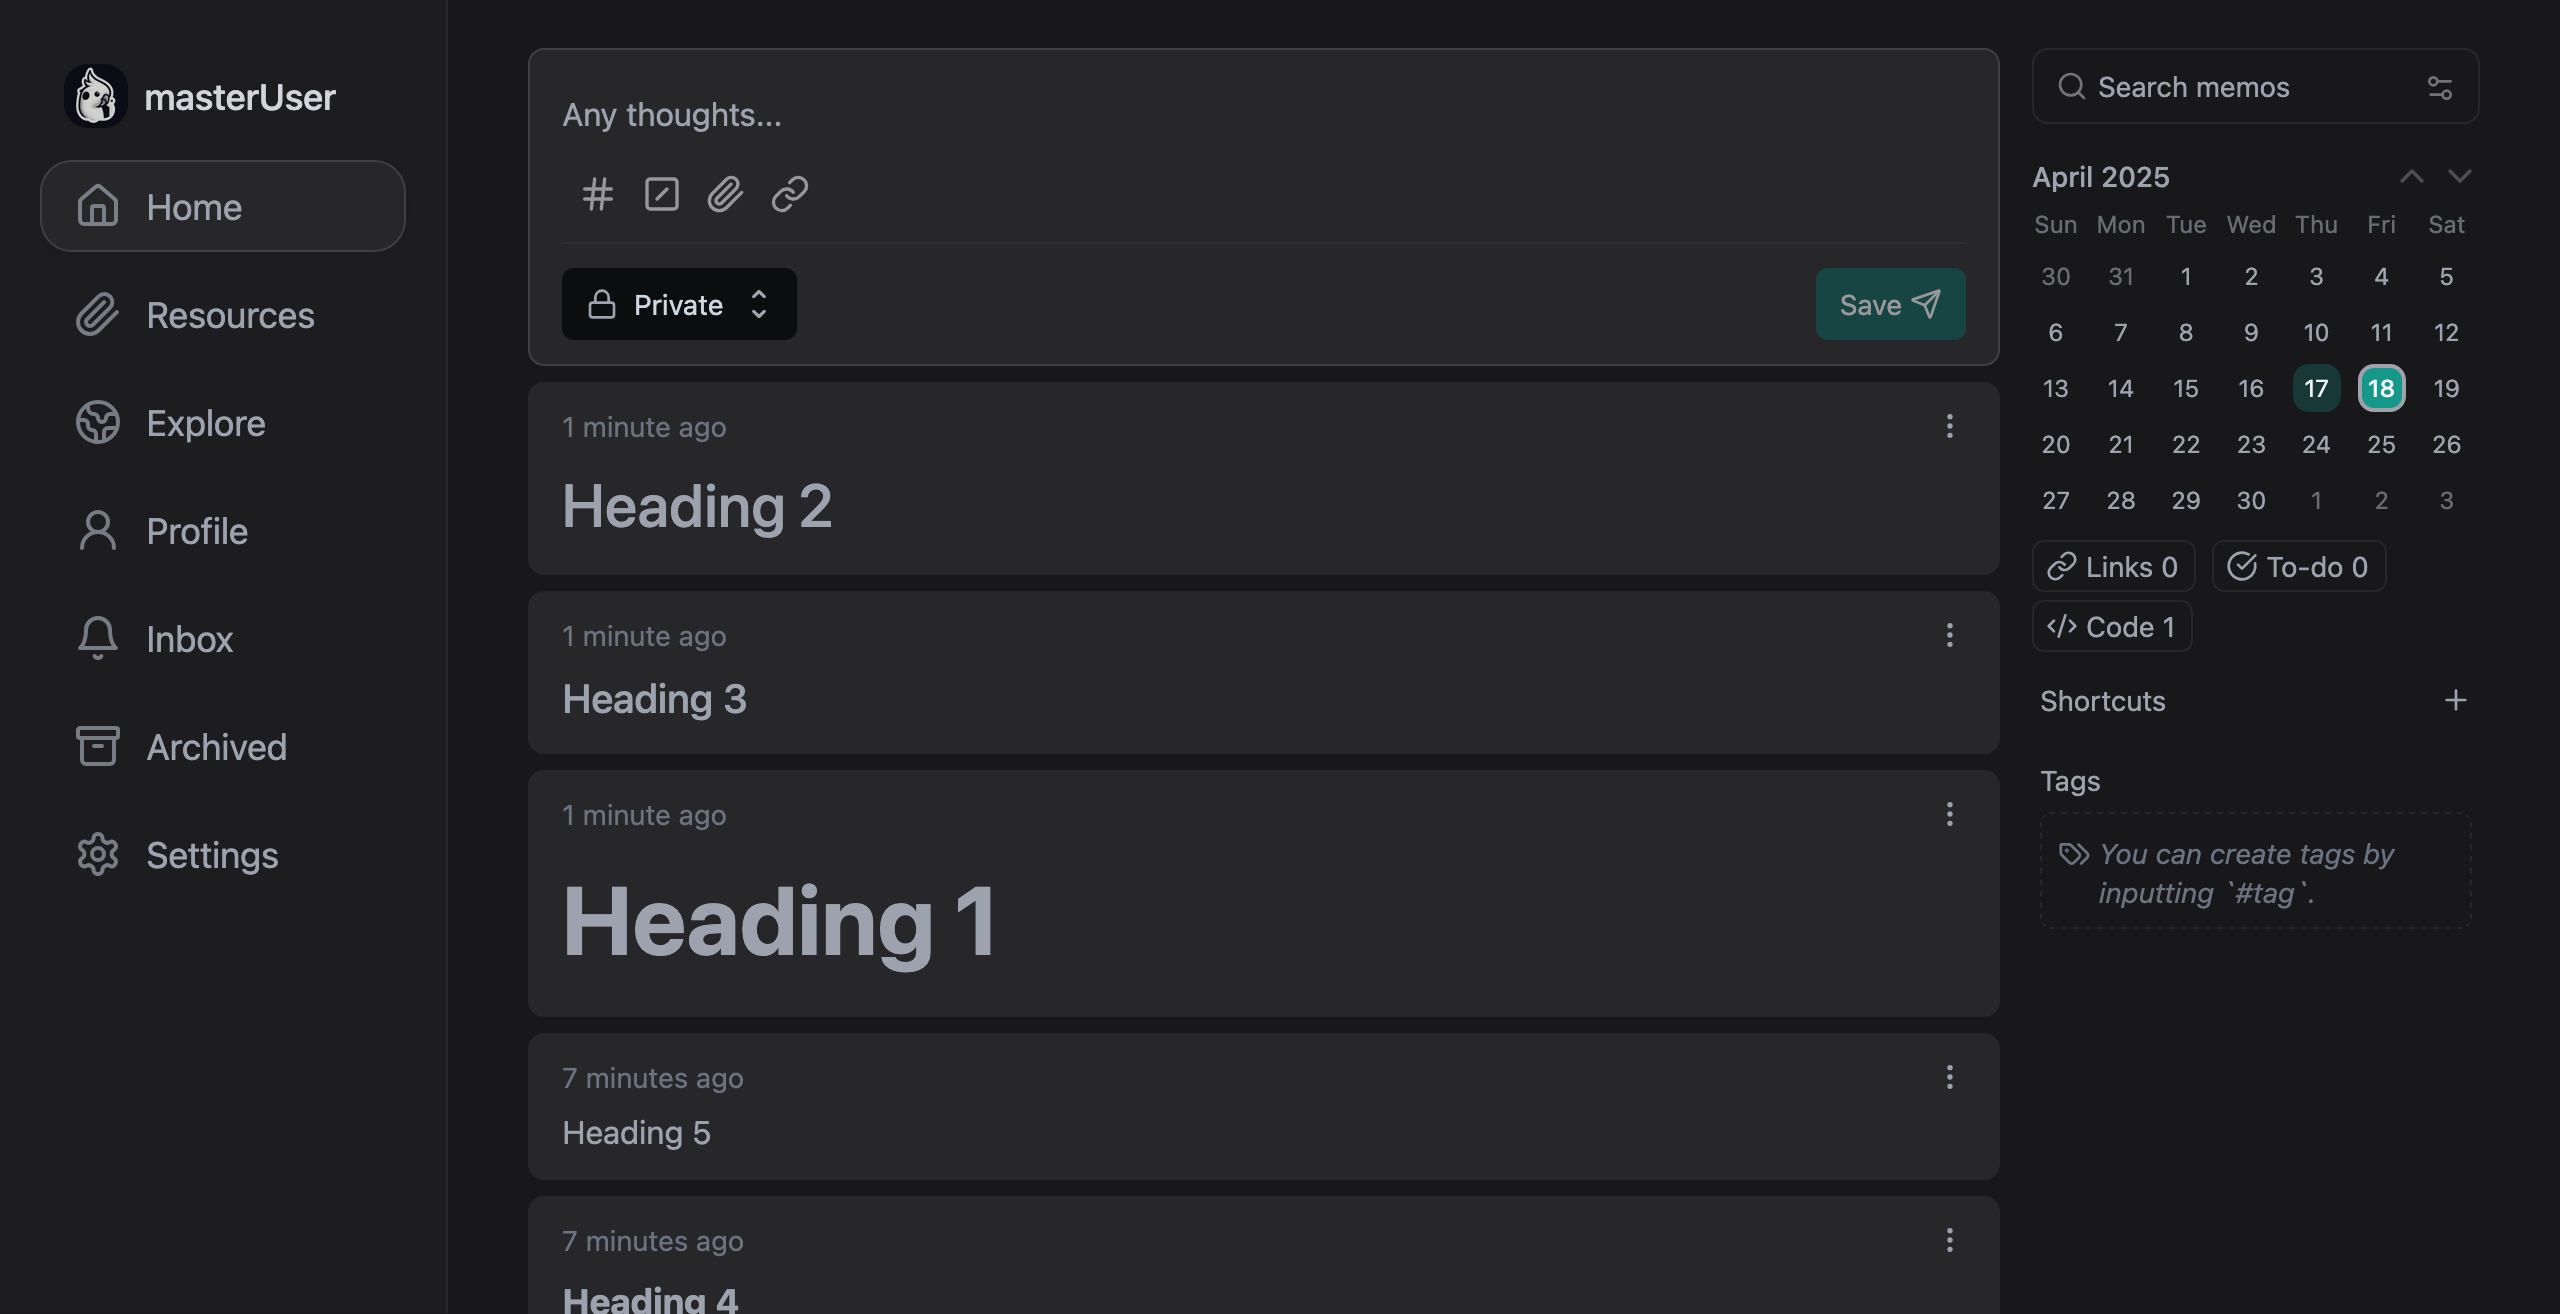 masterUser
Home
Resources
Explore
Profile
Inbox
Archived
Settings
Any thoughts...
Private
Save
1 minute ago
Heading 2
1 minute ago
Heading 3
1 minute ago
Heading 1
7 minutes ago
Heading 5
7 minutes ago
Heading 4
Search memos
April 2025
Sun Mon Tue Wed Thu Fri Sat
30 31 1 2 3 4 5
6 7 8 9 10 11 12
13 14 15 16 17 18 19
20 21 22 23 24 25 26
27 28 29 30 1 2 3
Links 0 To-do 0
Code 1
Shortcuts
Tags
You can create tags by
inputting `#tag`.